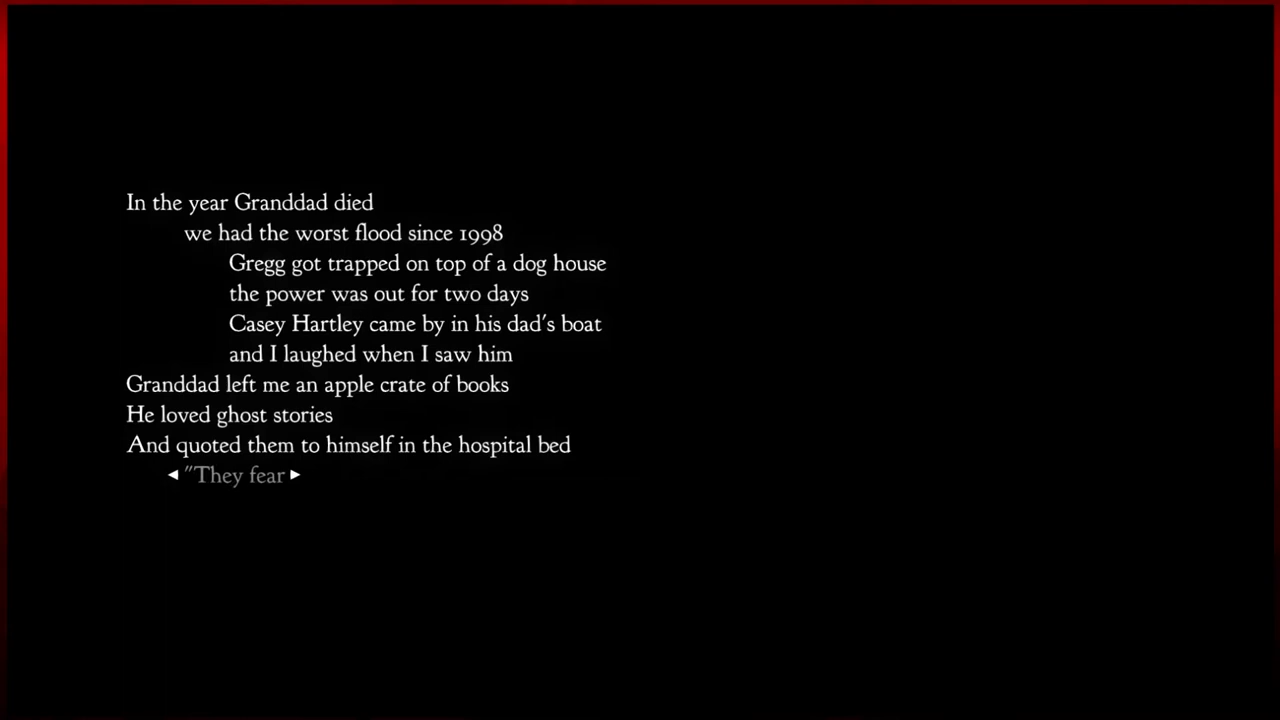 In the year Granddad died
we had the worst flood since 1998
Gregg got trapped on top of a dog house
the power was out for two days
Casey Hartley came by in his dad's boat
and I laughed when I saw him
Granddad left me an apple crate of books
He loved ghost stories
And quoted them to himself in the hospital bed
◄ "They fear ►